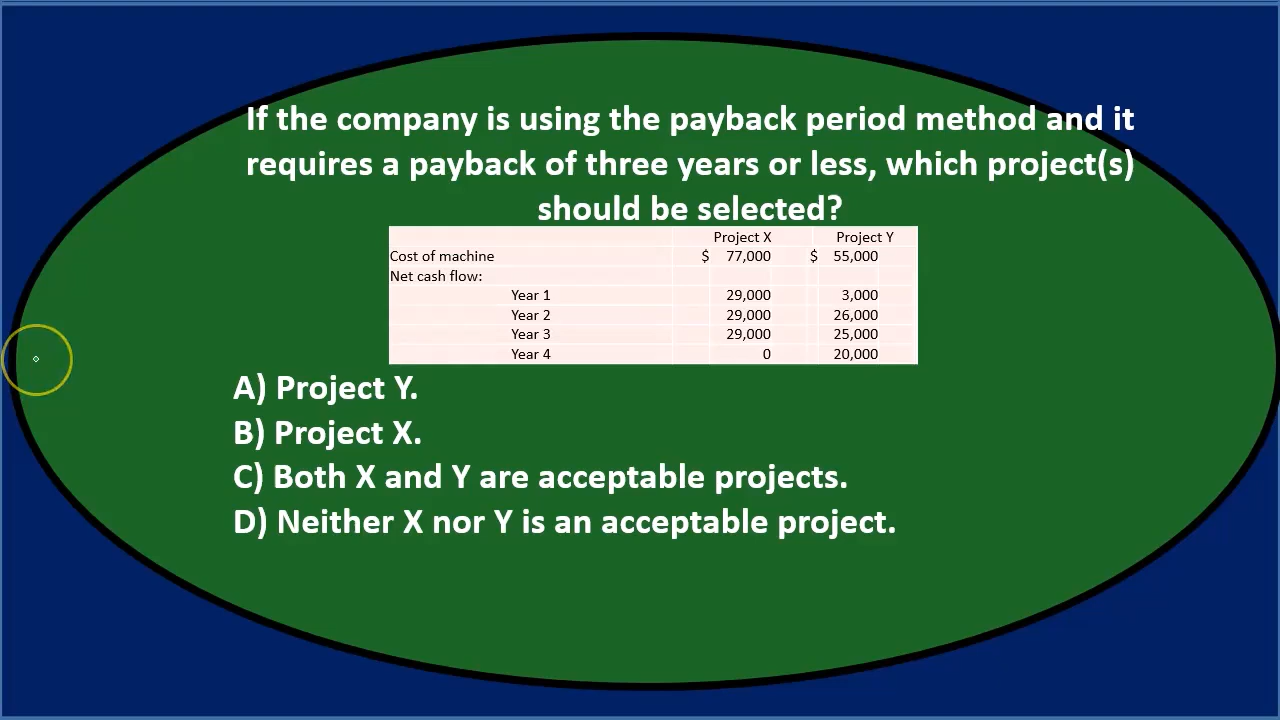 If the company is using the payback period method and it
requires a payback of three years or less, which project(s)
should be selected?
Project X Project Y
Cost of machine $ 77,000 $ 55,000
Net cash flow:
Year 1 29,000 3,000
Year 2 29,000 26,000
Year 3 29,000 25,000
Year 4 0 20,000
A) Project Y.
B) Project X.
C) Both X and Y are acceptable projects.
D) Neither X nor Y is an acceptable project.